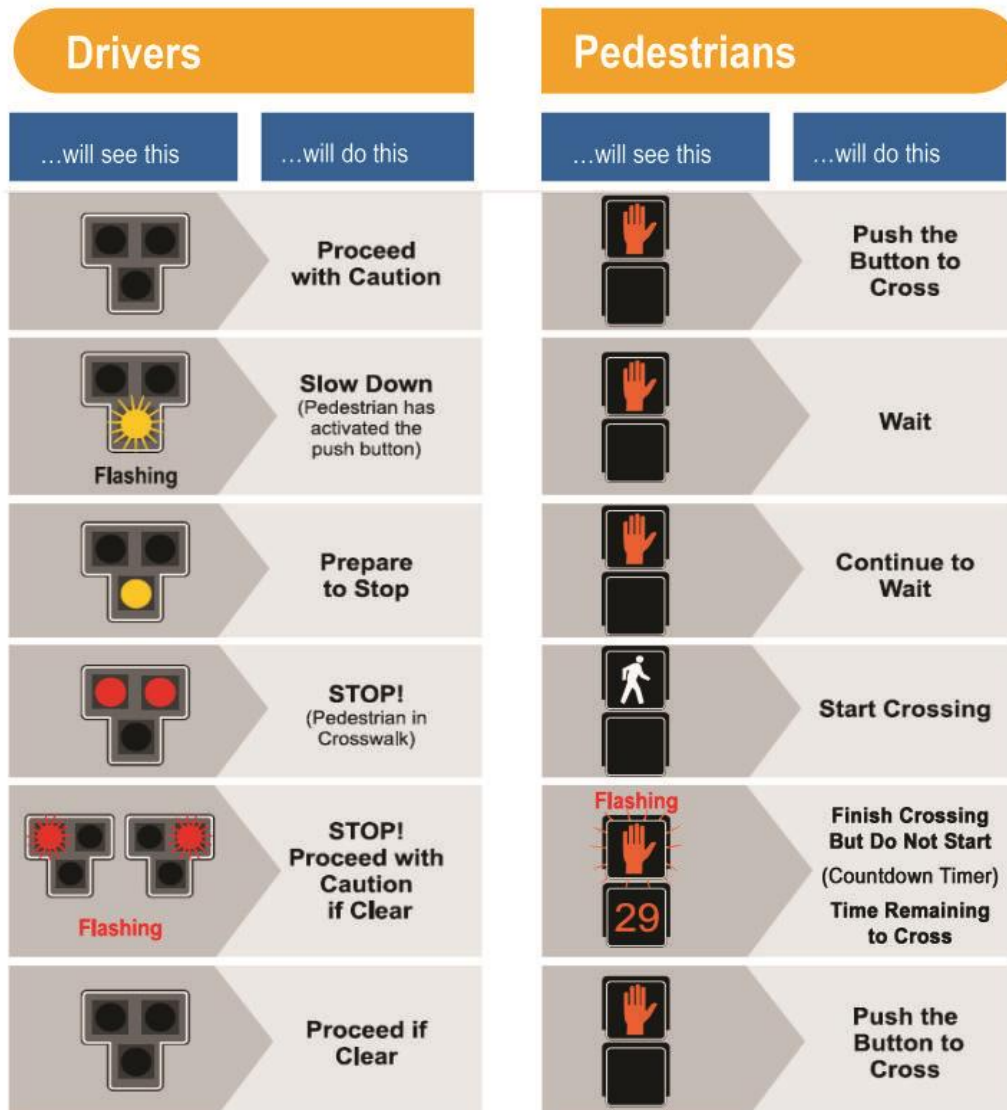 Drivers
Pedestrians
...will see this
...will do this
...will see this
...will do this
Proceed
with Caution
Push the
Button to
Cross
Flashing
Slow Down
(Pedestrian has
activated the
push button)
Wait
Prepare
to Stop
Continue to
Wait
STOP!
(Pedestrian in
Crosswalk)
Start Crossing
Flashing
STOP!
Proceed with
Caution
if Clear
Flashing
29
Finish Crossing
But Do Not Start
(Countdown Timer)
Time Remaining
to Cross
Proceed if
Clear
Push the
Button to
Cross